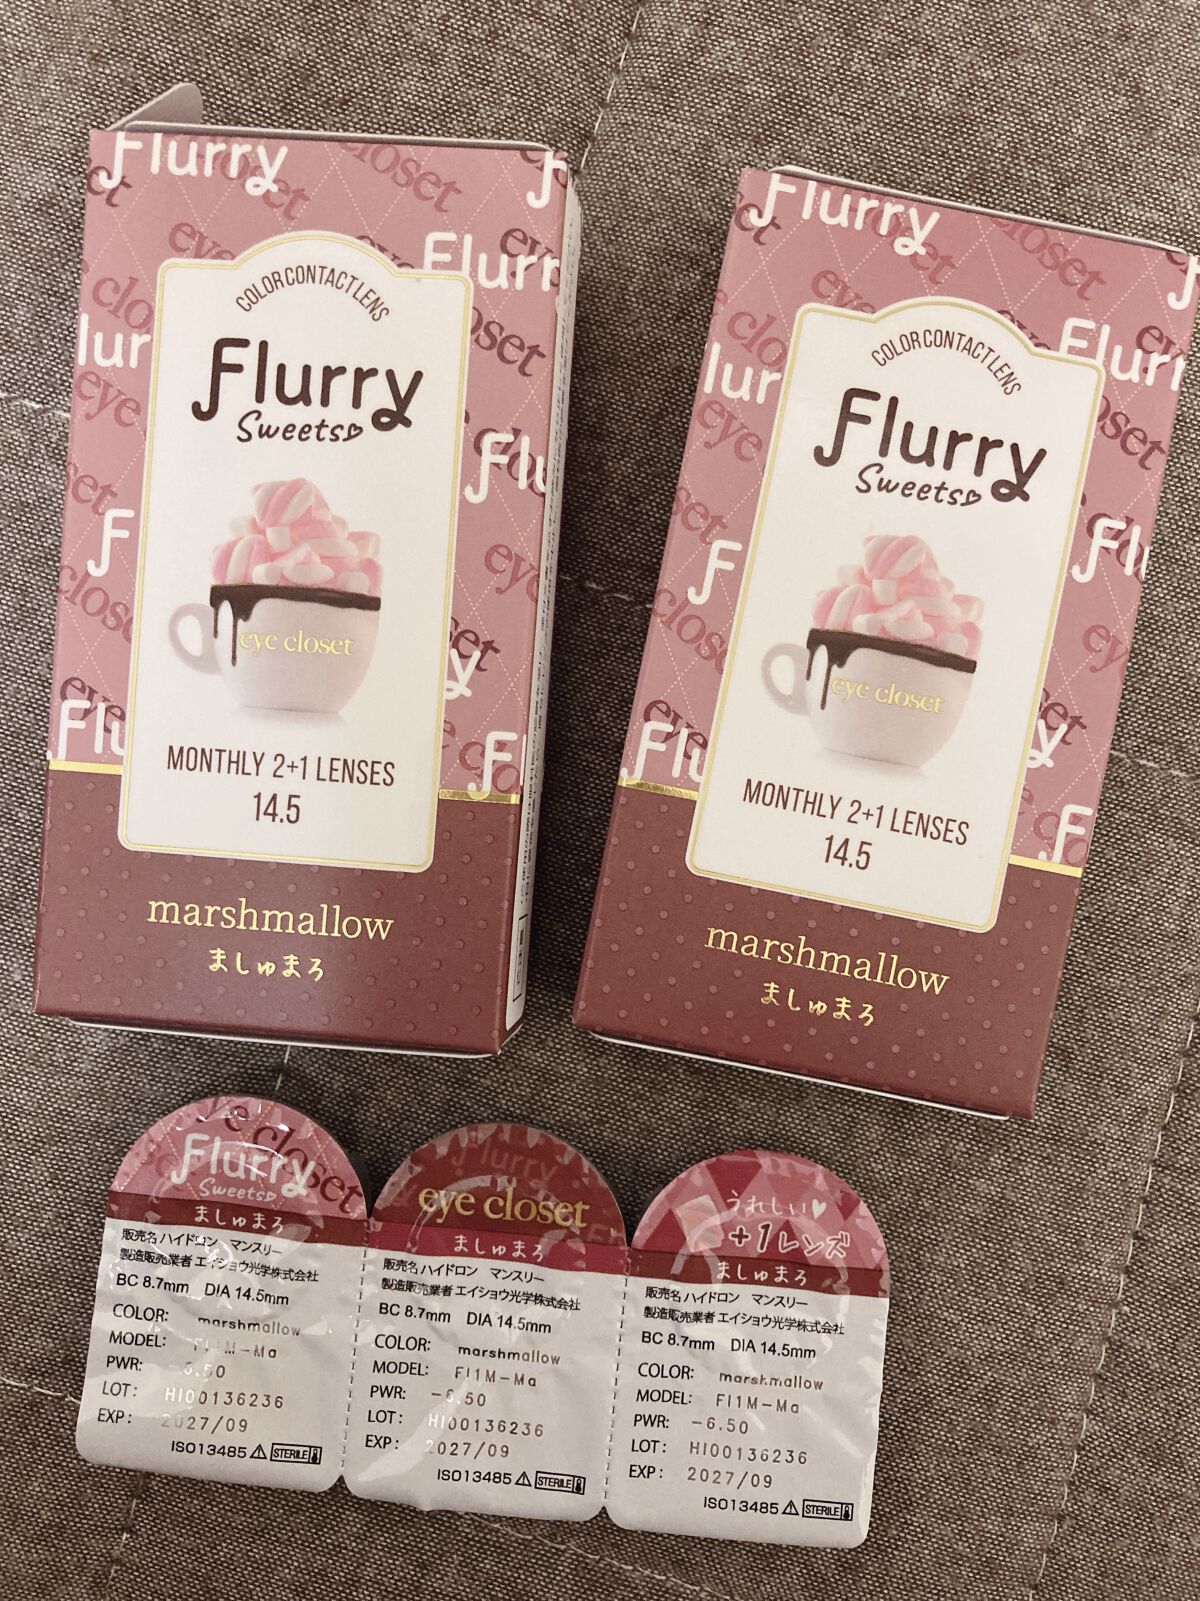 COLOR CONTACT LENS
Flurry
Sweets
eye closet
MONTHLY 2+1 LENSES
14.5
marshmallow
ましゅまろ
COLOR CONTACT LENS
Flurry
Sweets
eye closet
MONTHLY 2+1 LENSES
14.5
marshmallow
ましゅまろ
eye closet
Flurry
Sweets
ましゅまろ
販売名 ハイドロン マンスリー
製造販売業者 エイショウ光学株式会社
BC 8.7mm DIA 14.5mm
COLOR: marshmallow
MODEL:
PWR:
LOT: HI00136236
EXP: 2027/09
ISO13485 STERILE
Flurry
eye closet
ましゅまろ
販売名 ハイドロン マンスリー
製造販売業者 エイショウ光学株式会社
BC 8.7mm DIA 14.5mm
COLOR: marshmallow
MODEL: Fl1M-Ma
PWR: -6.50
LOT: HI00136236
EXP: 2027/09
ISO13485 STERILE
うれしい♥
+1レンズ
ましゅまろ
販売名 ハイドロン マンスリー
製造販売業者 エイショウ光学株式会社
BC 8.7mm DIA 14.5mm
COLOR: marshmallow
MODEL: Fl1M-Ma
PWR: -6.50
LOT: HI00136236
EXP: 2027/09
ISO13485 STERILE